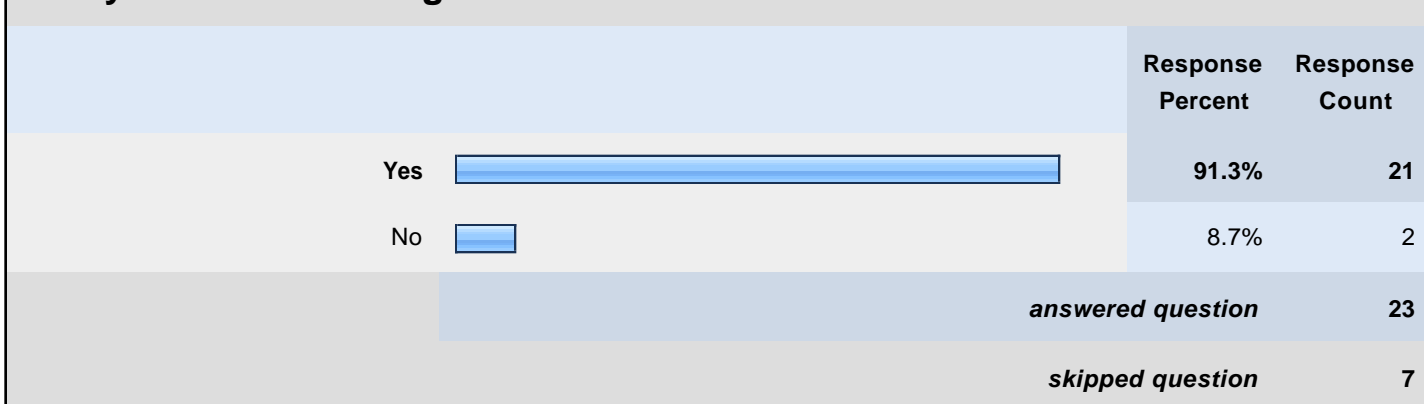 Response Percent
Response Count
Yes 91.3% 21
No 8.7% 2
answered question 23
skipped question 7